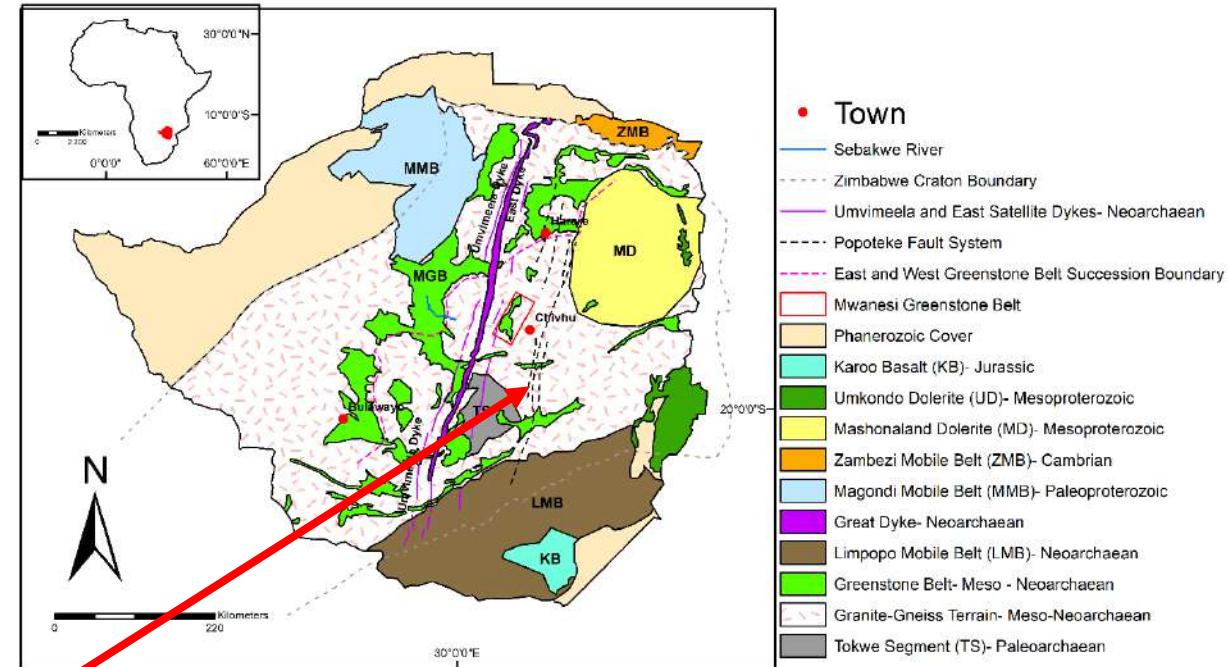 30°0'0"N
10°0'0"S
Kilometers
0 2 200
0°0'0"
60°0'0"E
ZMB
MMB
Umvimeela Dyke
East Dyke
Harare
MD
MGB
Chivhu
Bulawayo
TS
20°0'0"S
Umvimeela Dyke
LMB
KB
N
Kilometers
0 220
30°0'0"E
Town
Sebakwe River
Zimbabwe Craton Boundary
Umvimeela and East Satellite Dykes- Neoarchaean
Popoteke Fault System
East and West Greenstone Belt Succession Boundary
Mwanesi Greenstone Belt
Phanerozoic Cover
Karoo Basalt (KB)- Jurassic
Umkondo Dolerite (UD)- Mesoproterozoic
Mashonaland Dolerite (MD)- Mesoproterozoic
Zambezi Mobile Belt (ZMB)- Cambrian
Magondi Mobile Belt (MMB)- Paleoproterozoic
Great Dyke- Neoarchaean
Limpopo Mobile Belt (LMB)- Neoarchaean
Greenstone Belt- Meso - Neoarchaean
Granite-Gneiss Terrain- Meso-Neoarchaean
Tokwe Segment (TS)- Paleoarchaean